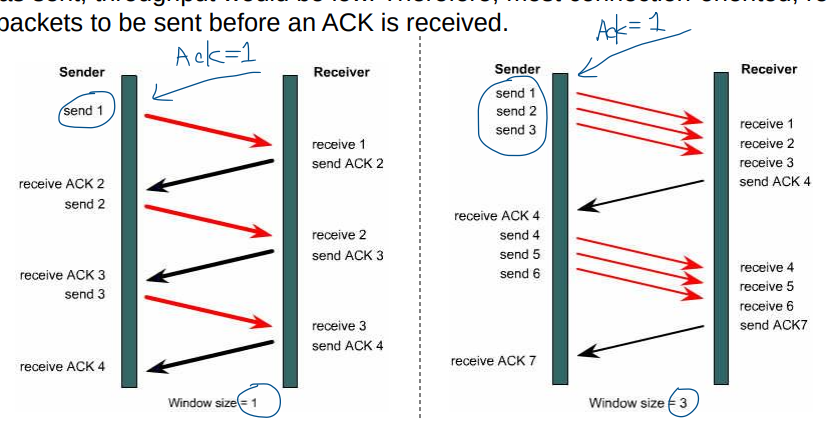 packets to be sent before an ACK is received.
Ack=1
Sender
Receiver
send 1
receive 1
send ACK 2
receive ACK 2
send 2
receive 2
send ACK 3
receive ACK 3
send 3
receive 3
send ACK 4
receive ACK 4
Window size = 1
Ack=1
Sender
Receiver
send 1
send 2
send 3
receive 1
receive 2
receive 3
send ACK 4
receive ACK 4
send 4
send 5
send 6
receive 4
receive 5
receive 6
send ACK7
receive ACK 7
Window size = 3